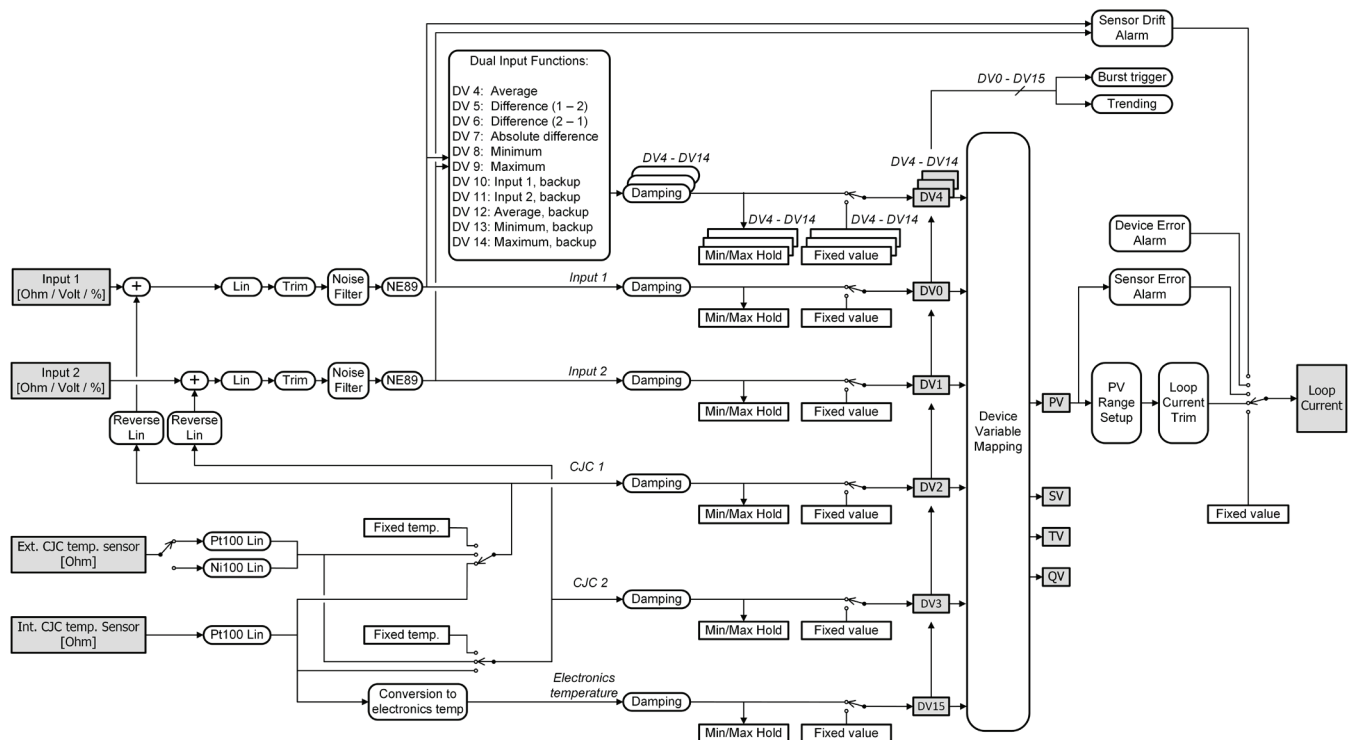 Sensor Drift
Alarm
Dual Input Functions:
DV 4: Average
DV 5: Difference (1 – 2)
DV 6: Difference (2 – 1)
DV 7: Absolute difference
DV 8: Minimum
DV 9: Maximum
DV 10: Input 1, backup
DV 11: Input 2, backup
DV 12: Average, backup
DV 13: Minimum, backup
DV 14: Maximum, backup
DV0 - DV15
Burst trigger
Trending
DV4 - DV14
Damping
DV4 - DV14
DV4
DV4 - DV14
Min/Max Hold
DV4 - DV14
Fixed value
Input 1
[Ohm / Volt / %]
+
Lin
Trim
Noise
Filter
NE89
Input 1
Damping
Min/Max Hold
Fixed value
DV0
Input 2
[Ohm / Volt / %]
+
Lin
Trim
Noise
Filter
NE89
Input 2
Damping
Min/Max Hold
Fixed value
DV1
Reverse
Lin
Reverse
Lin
CJC 1
Damping
Min/Max Hold
Fixed value
DV2
Ext. CJC temp. sensor
[Ohm]
Pt100 Lin
Ni100 Lin
Fixed temp.
CJC 2
Damping
Min/Max Hold
Fixed value
DV3
Int. CJC temp. Sensor
[Ohm]
Pt100 Lin
Fixed temp.
Conversion to
electronics temp
Electronics
temperature
Damping
Min/Max Hold
Fixed value
DV15
Device
Variable
Mapping
PV
SV
TV
QV
Device Error
Alarm
Sensor Error
Alarm
PV
Range
Setup
Loop
Current
Trim
Fixed value
Loop
Current